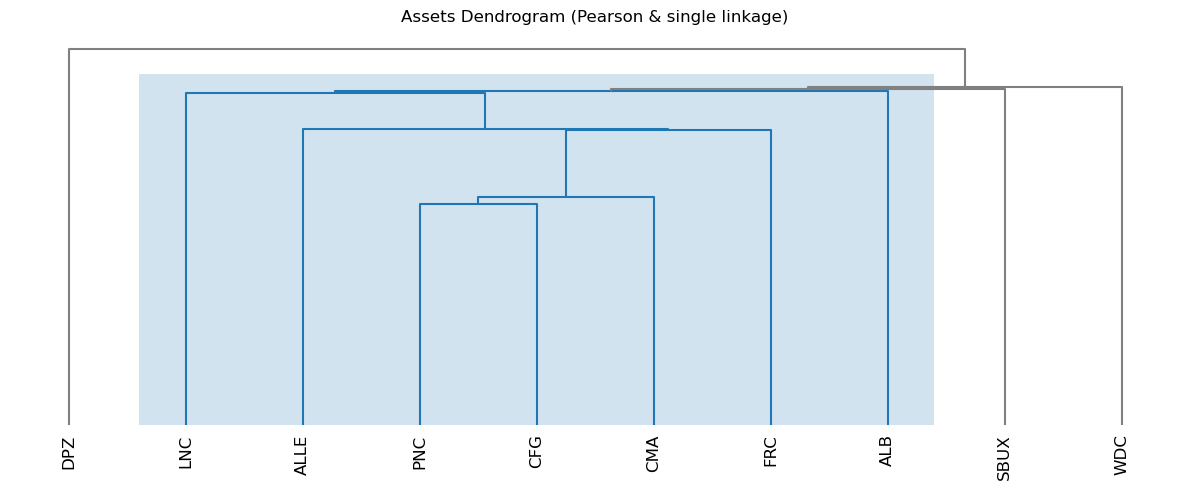 Assets Dendrogram (Pearson & single linkage)
DPZ
LNC
ALLE
PNC
CFG
CMA
FRC
ALB
SBUX
WDC